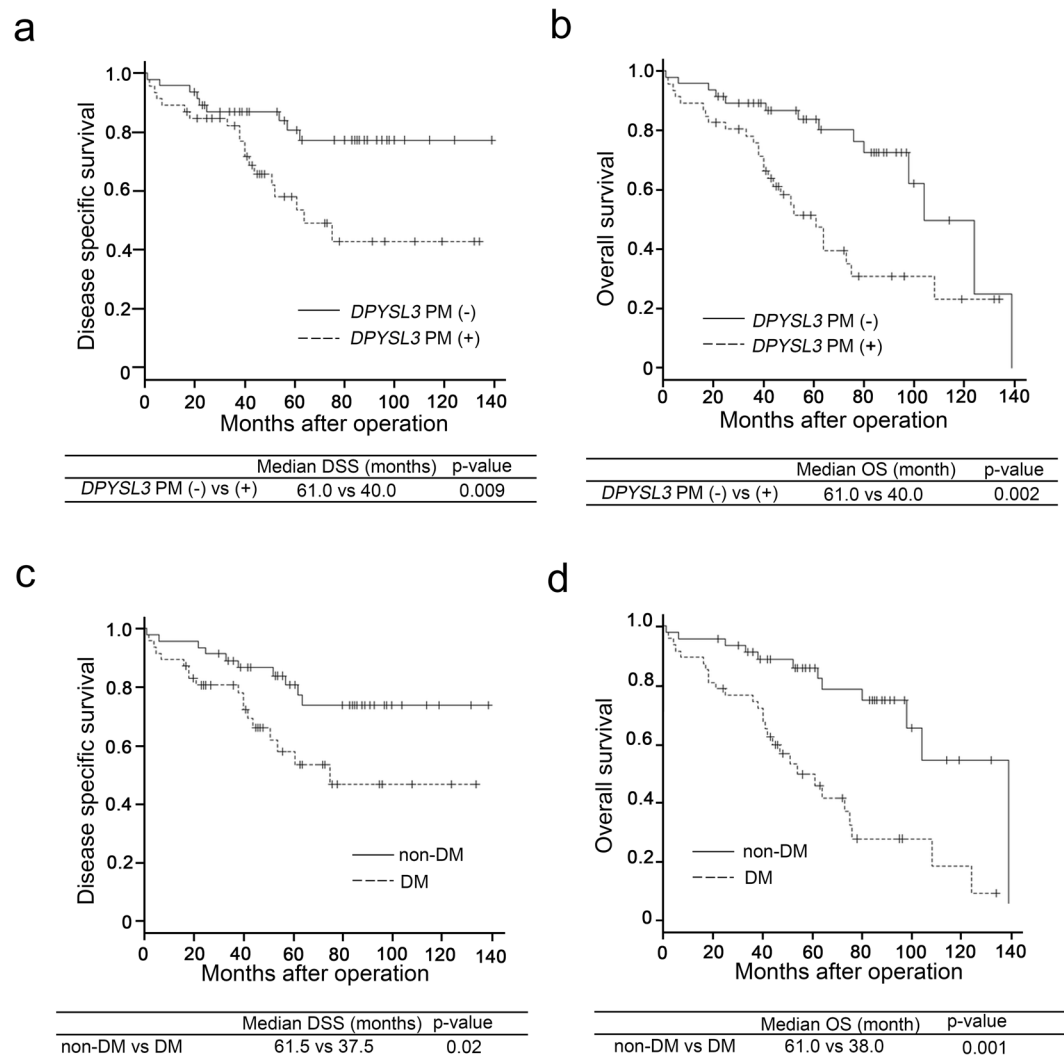 a
Disease specific survival
1.0
0.8
0.6
0.4
0.2
0
DPYSL3 PM (-)
DPYSL3 PM (+)
0 20 40 60 80 100 120 140
Months after operation
Median DSS (months) p-value
DPYSL3 PM (-) vs (+) 61.0 vs 40.0 0.009
b
Overall survival
1.0
0.8
0.6
0.4
0.2
0
DPYSL3 PM (-)
DPYSL3 PM (+)
0 20 40 60 80 100 120 140
Months after operation
Median OS (month) p-value
DPYSL3 PM (-) vs (+) 61.0 vs 40.0 0.002
c
Disease specific survival
1.0
0.8
0.6
0.4
0.2
0
non-DM
DM
0 20 40 60 80 100 120 140
Months after operation
Median DSS (months) p-value
non-DM vs DM 61.5 vs 37.5 0.02
d
Overall survival
1.0
0.8
0.6
0.4
0.2
0
non-DM
DM
0 20 40 60 80 100 120 140
Months after operation
Median OS (month) p-value
non-DM vs DM 61.0 vs 38.0 0.001